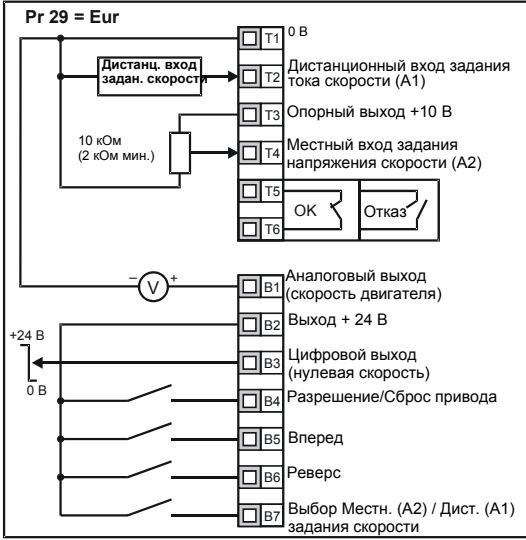 Pr 29 = Eur
T1 0 В
Дистанц. вход
задан. скорости
T2 Дистанционный вход задания
тока скорости (A1)
T3 Опорный выход +10 В
10 кОм
(2 кОм мин.)
T4 Местный вход задания
напряжения скорости (A2)
T5
OK Отказ
T6
– V +
B1 Аналоговый выход
(скорость двигателя)
B2 Выход + 24 В
+24 В
0 В
B3 Цифровой выход
(нулевая скорость)
B4 Разрешение/Сброс привода
B5 Вперед
B6 Реверс
B7 Выбор Местн. (A2) / Дист. (A1)
задания скорости